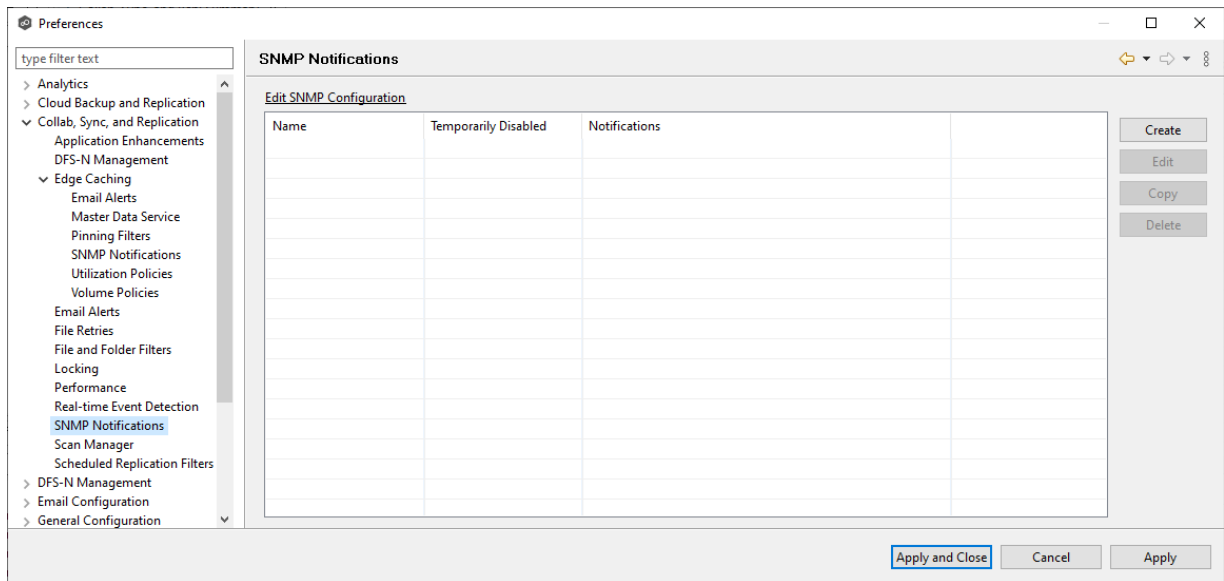 Preferences
type filter text
SNMP Notifications
Analytics
Cloud Backup and Replication
Collab, Sync, and Replication
Application Enhancements
DFS-N Management
Edge Caching
Email Alerts
Master Data Service
Pinning Filters
SNMP Notifications
Utilization Policies
Volume Policies
Email Alerts
File Retries
File and Folder Filters
Locking
Performance
Real-time Event Detection
SNMP Notifications
Scan Manager
Scheduled Replication Filters
DFS-N Management
Email Configuration
General Configuration
Edit SNMP Configuration
Name Temporarily Disabled Notifications
Create
Edit
Copy
Delete
Apply and Close Cancel Apply